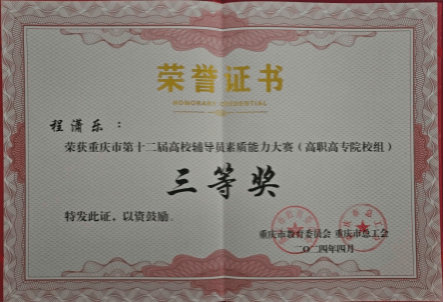 荣誉证书
HONORARY CREDENTIAL
程潇乐：
荣获重庆市第十二届高校辅导员素质能力大赛（高职高专院校组）
三等奖
特发此证，以资鼓励。
重庆市教育委员会 重庆市总工会
二〇二四年四月